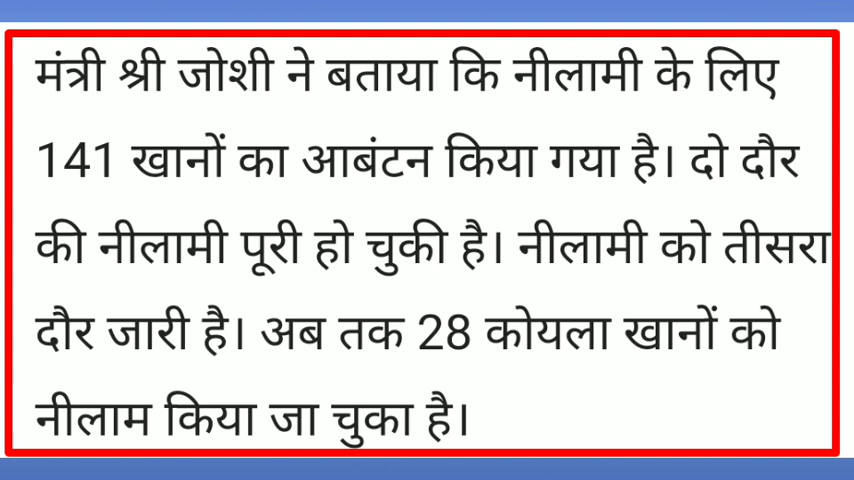 मंत्री श्री जोशी ने बताया कि नीलामी के लिए
141 खानों का आबंटन किया गया है। दो दौर
की नीलामी पूरी हो चुकी है। नीलामी को तीसरा
दौर जारी है। अब तक 28 कोयला खानों को
नीलाम किया जा चुका है।